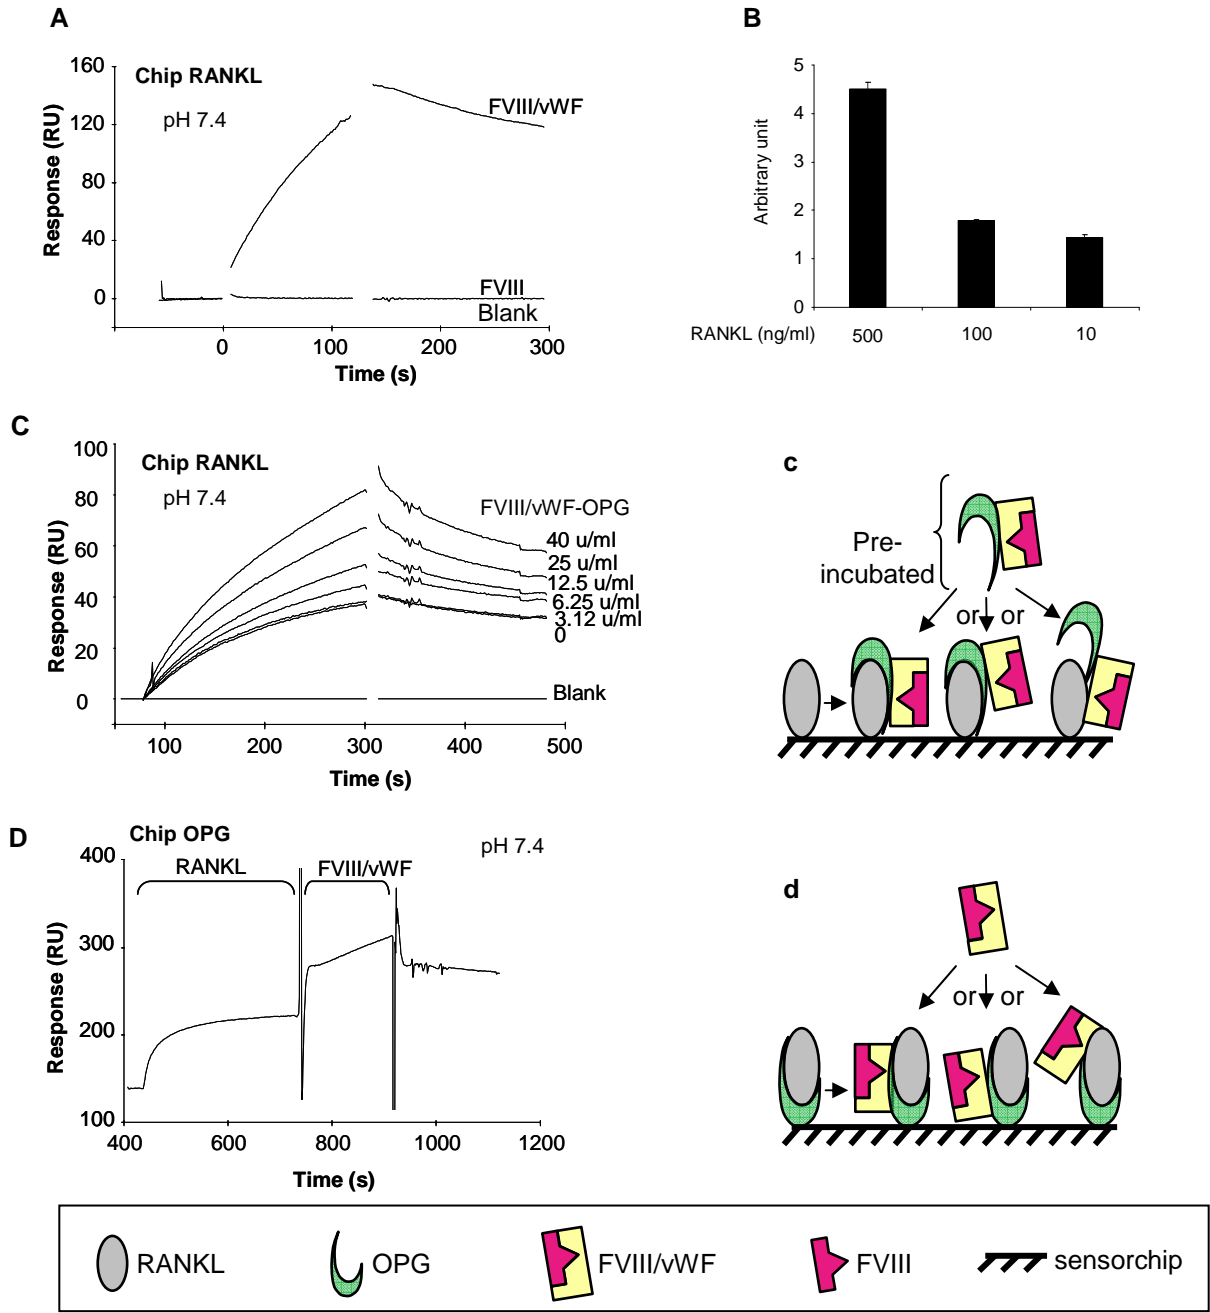 A
Chip RANKL
pH 7.4
Response (RU)
160
120
80
40
0
FVIII/vWF
FVIII
Blank
0
100
200
300
Time (s)
B
Arbitrary unit
5
4
3
2
1
0
RANKL (ng/ml)
500
100
10
C
Chip RANKL
pH 7.4
Response (RU)
100
80
60
40
20
0
FVIII/vWF-OPG
40 u/ml
25 u/ml
12.5 u/ml
6.25 u/ml
3.12 u/ml
0
Blank
100
200
300
400
500
Time (s)
c
Pre-
incubated
or or
D
Chip OPG
pH 7.4
RANKL
FVIII/vWF
Response (RU)
400
300
200
100
400
600
800
1000
1200
Time (s)
d
or or
RANKL
OPG
FVIII/vWF
FVIII
sensorchip